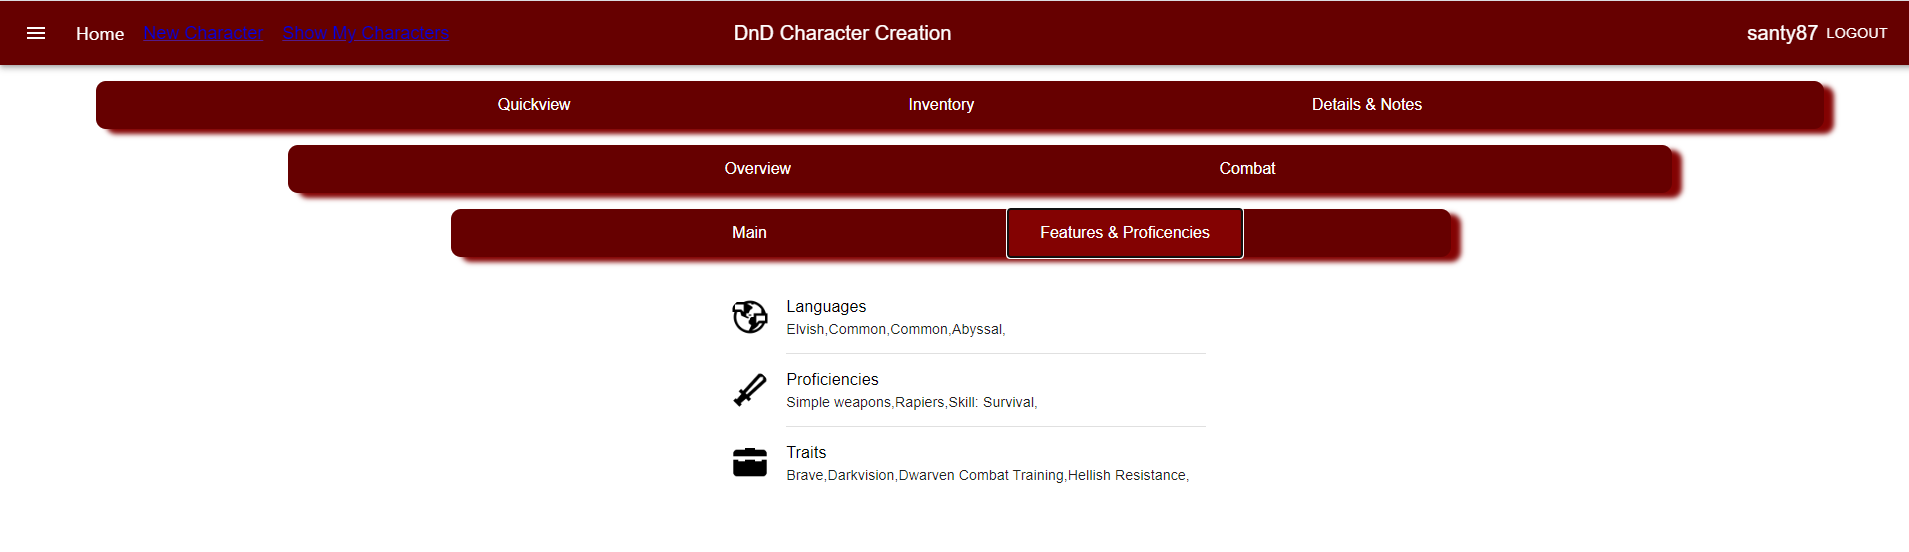 Home New Character Show My Characters DnD Character Creation santy87 LOGOUT
Quickview Inventory Details & Notes
Overview Combat
Main Features & Proficencies
Languages
Elvish,Common,Common,Abyssal,
Proficiencies
Simple weapons,Rapiers,Skill: Survival,
Traits
Brave,Darkvision,Dwarven Combat Training,Hellish Resistance,